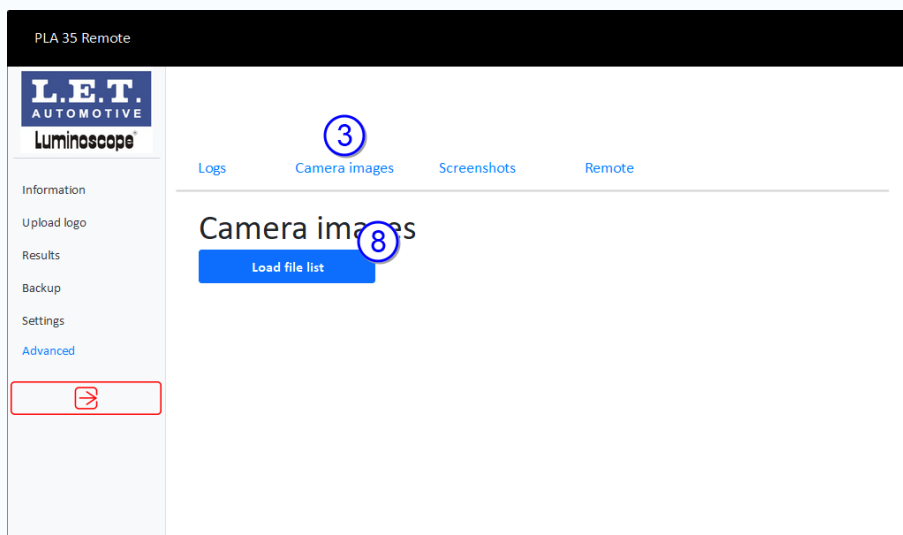 PLA 35 Remote
L.E.T.
AUTOMOTIVE
Luminoscope®
Information
Upload logo
Results
Backup
Settings
Advanced
3
Logs Camera images Screenshots Remote
Camera images
8
Load file list